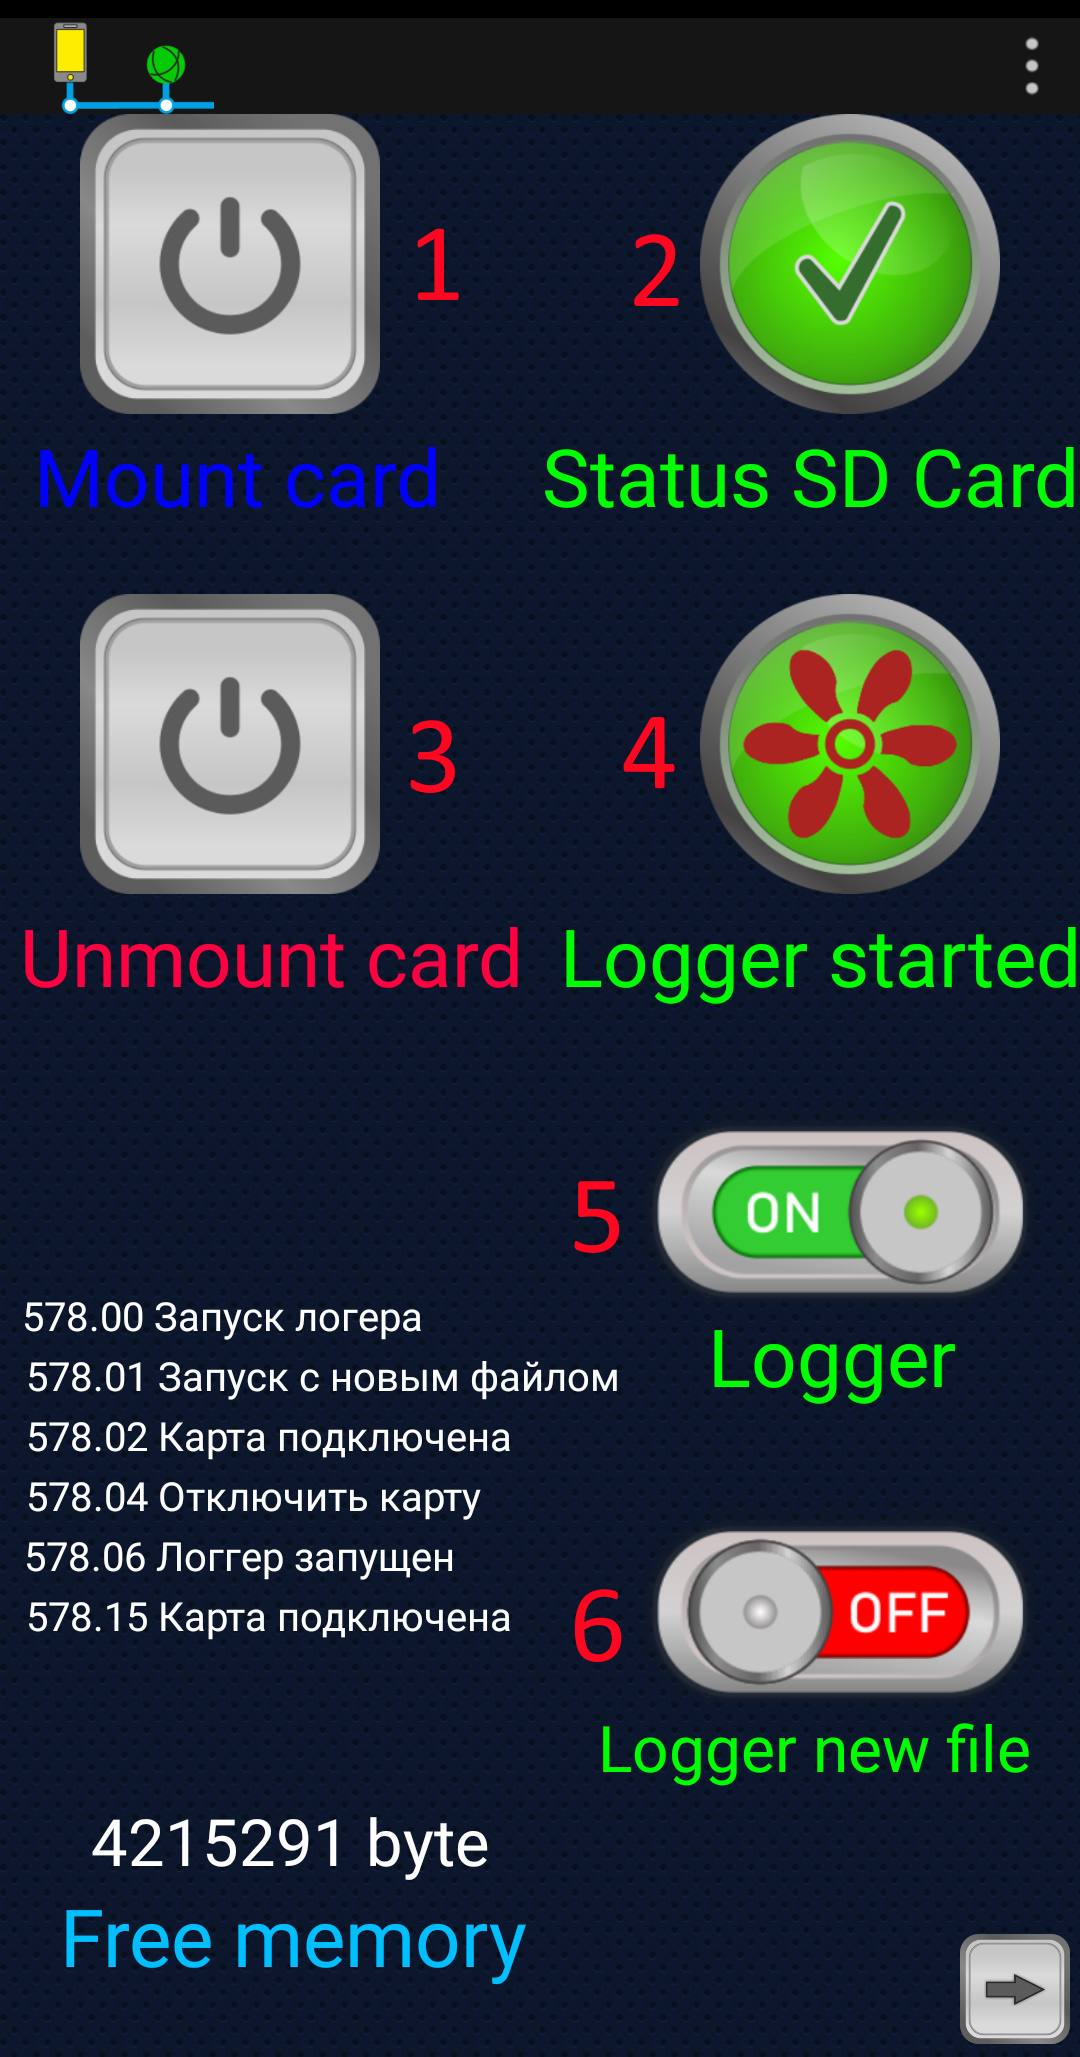 1
2
Mount card
Status SD Card
3
4
Unmount card
Logger started
5
ON
578.00 Запуск логера
578.01 Запуск с новым файлом
Logger
578.02 Карта подключена
578.04 Отключить карту
578.06 Логгер запущен
578.15 Карта подключена
6
OFF
Logger new file
4215291 byte
Free memory